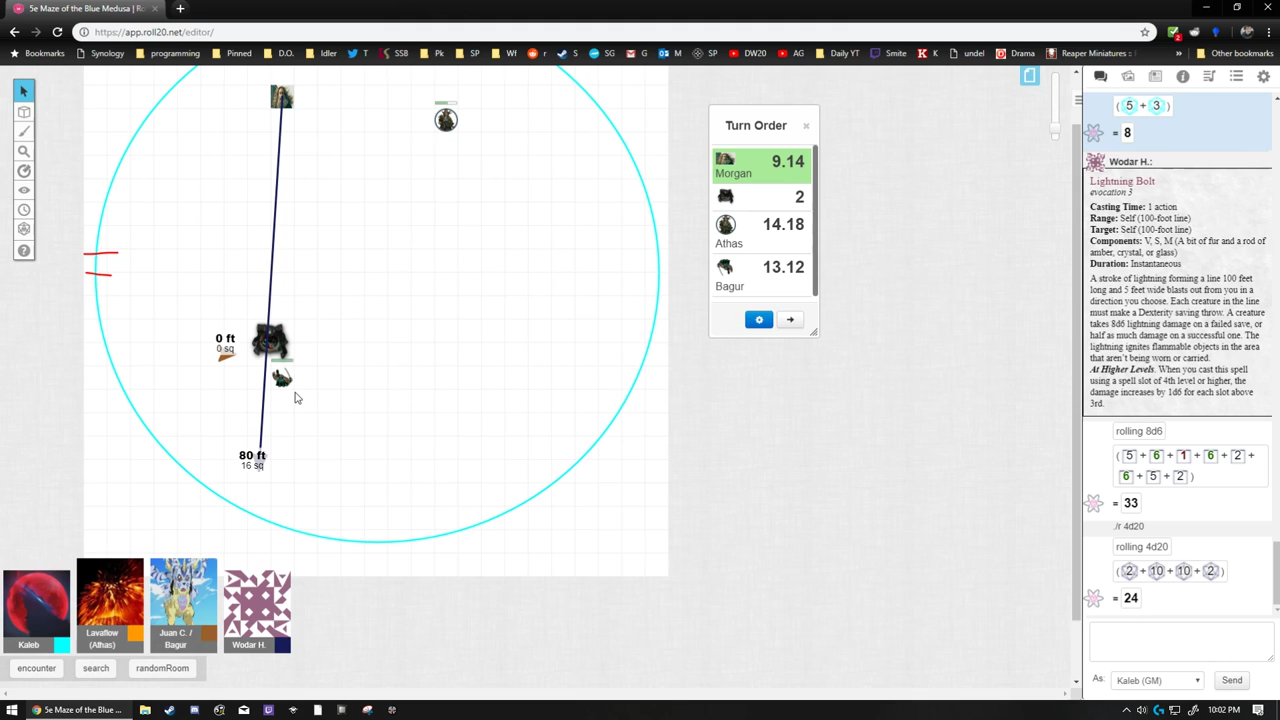 5e Maze of the Blue Medusa | Ro
https://app.roll20.net/editor/
Bookmarks Synology programming Pinned D.O. Idler T SSB Pk SP Wf r S SG G M SP DW20 AG Daily YT Smite K undel Drama Reaper Miniatures :: Other bookmarks
0 ft
0 sq
80 ft
16 sq
Turn Order
9.14
Morgan
2
14.18
Athas
13.12
Bagur
Kaleb
Lavaflow
(Athas)
Juan C. /
Bagur
Wodar H.
encounter
search
randomRoom
(5+3)
= 8
Wodar H.:
Lightning Bolt
evocation 3
Casting Time: 1 action
Range: Self (100-foot line)
Target: Self (100-foot line)
Components: V, S, M (A bit of fur and a rod of
amber, crystal, or glass)
Duration: Instantaneous
A stroke of lightning forming a line 100 feet
long and 5 feet wide blasts out from you in a
direction you choose. Each creature in the line
must make a Dexterity saving throw. A creature
takes 8d6 lightning damage on a failed save, or
half as much damage on a successful one. The
lightning ignites flammable objects in the area
that aren't being worn or carried.
At Higher Levels. When you cast this spell
using a spell slot of 4th level or higher, the
damage increases by 1d6 for each slot above
3rd.
rolling 8d6
(5+6+1+6+2+
6+5+2)
= 33
/r 4d20
rolling 4d20
(2+10+10+2)
= 24
As: Kaleb (GM) Send
5e Maze of the Blue ... 10:02 PM